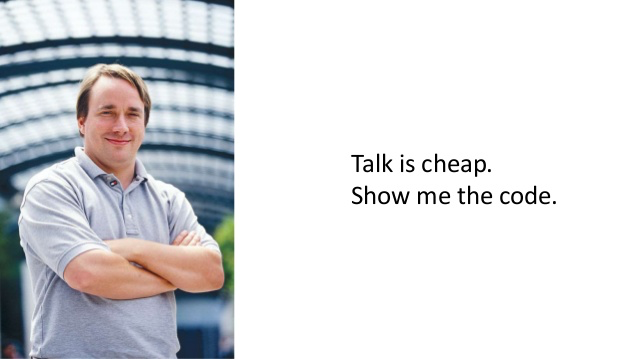 Talk is cheap.
Show me the code.